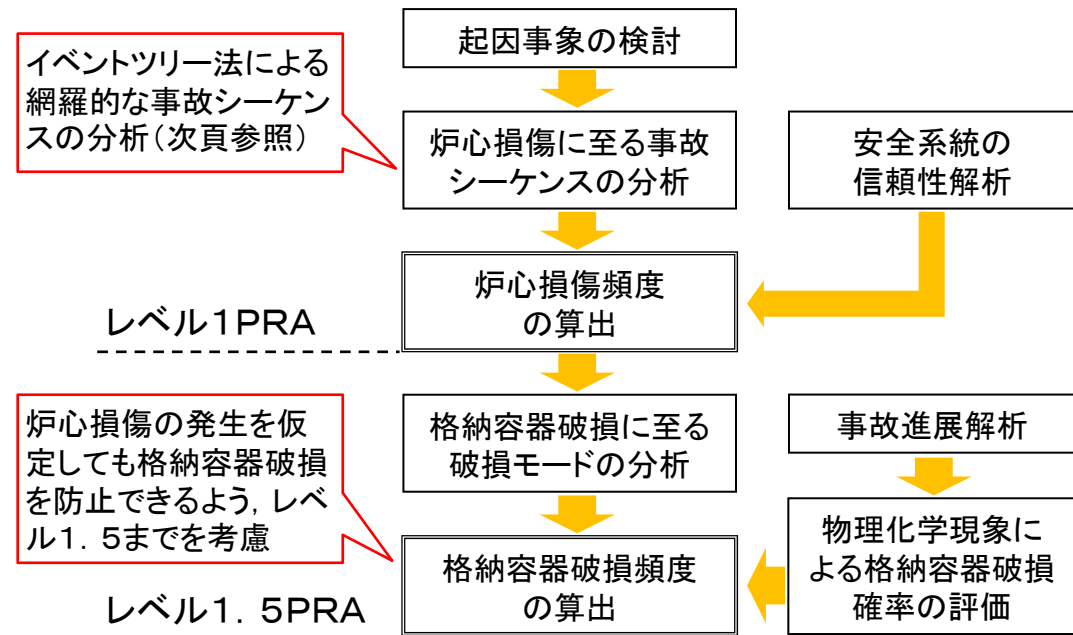 起因事象の検討
イベントツリー法による
網羅的な事故シーケン
スの分析（次頁参照）
炉心損傷に至る事故
シーケンスの分析
安全系統の
信頼性解析
炉心損傷頻度
の算出
レベル１PRA
炉心損傷の発生を仮
定しても格納容器破損
を防止できるよう，レベ
ル１．５までを考慮
格納容器破損に至る
破損モードの分析
事故進展解析
物理化学現象に
よる格納容器破損
確率の評価
格納容器破損頻度
の算出
レベル１．５PRA